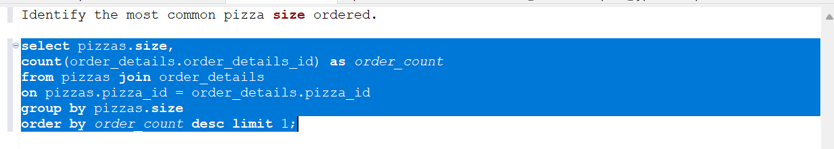 Identify the most common pizza size ordered.
select pizzas.size,
count(order_details.order_details_id) as order_count
from pizzas join order_details
on pizzas.pizza_id = order_details.pizza_id
group by pizzas.size
order by order_count desc limit 1;